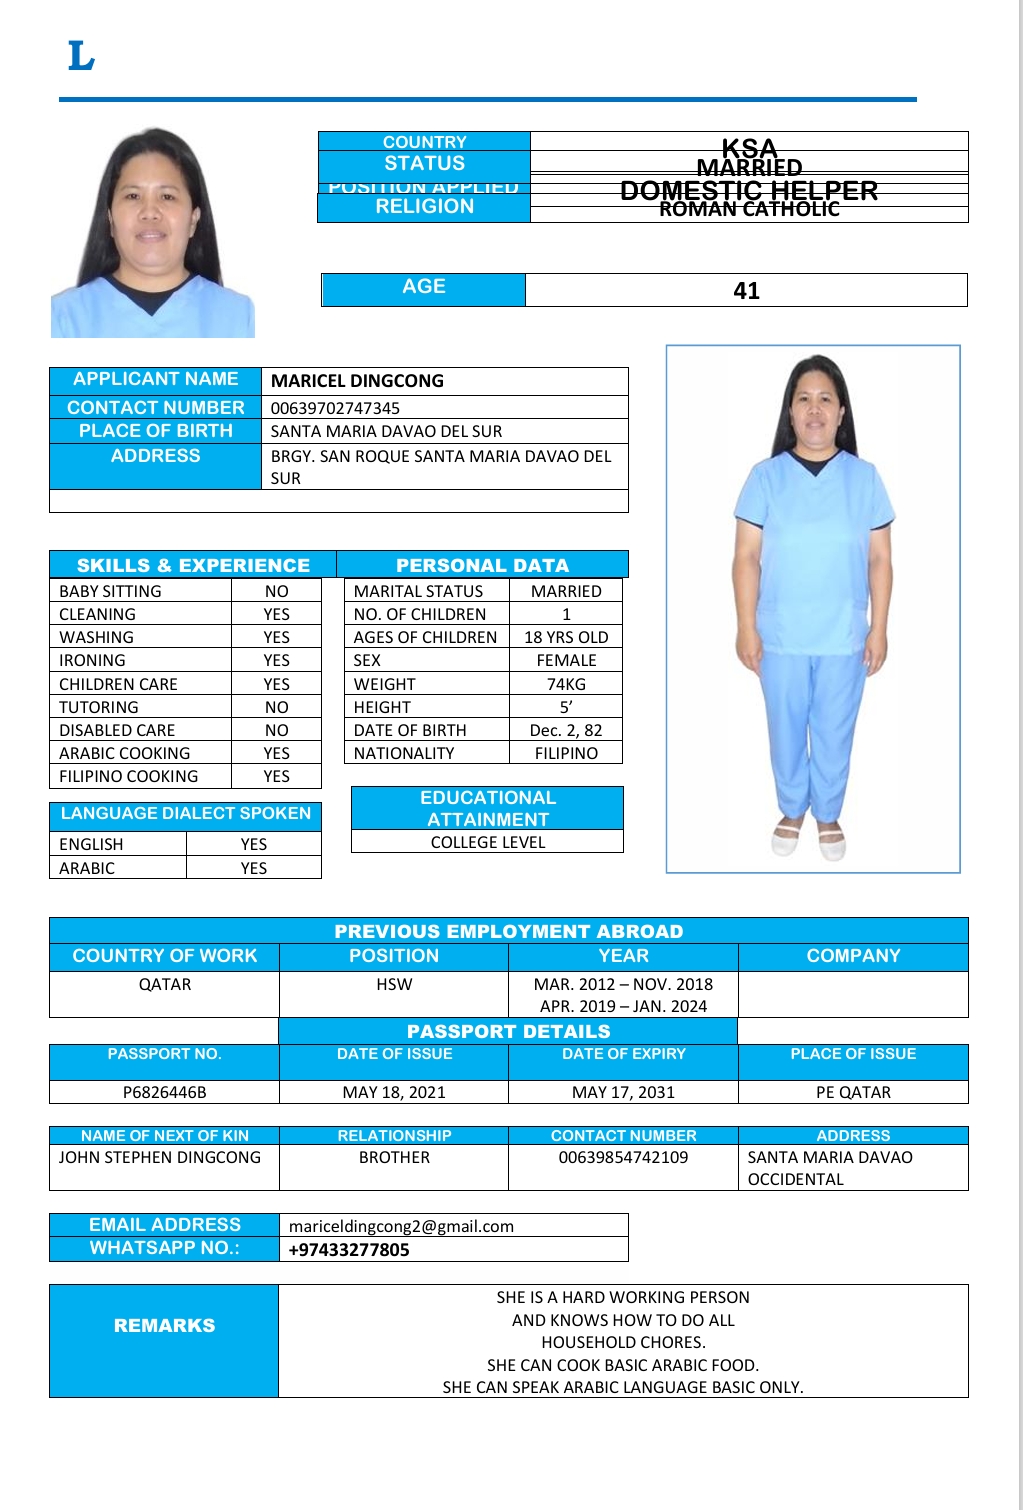 L
COUNTRY KSA
STATUS MARRIED
POSITION APPLIED DOMESTIC HELPER
RELIGION ROMAN CATHOLIC
AGE 41
APPLICANT NAME MARICEL DINGCONG
CONTACT NUMBER 00639702747345
PLACE OF BIRTH SANTA MARIA DAVAO DEL SUR
ADDRESS BRGY. SAN ROQUE SANTA MARIA DAVAO DEL
SUR
SKILLS & EXPERIENCE PERSONAL DATA
BABY SITTING NO MARITAL STATUS MARRIED
CLEANING YES NO. OF CHILDREN 1
WASHING YES AGES OF CHILDREN 18 YRS OLD
IRONING YES SEX FEMALE
CHILDREN CARE YES WEIGHT 74KG
TUTORING NO HEIGHT 5’
DISABLED CARE NO DATE OF BIRTH Dec. 2, 82
ARABIC COOKING YES NATIONALITY FILIPINO
FILIPINO COOKING YES
LANGUAGE DIALECT SPOKEN
ENGLISH YES
ARABIC YES
EDUCATIONAL
ATTAINMENT
COLLEGE LEVEL
PREVIOUS EMPLOYMENT ABROAD
COUNTRY OF WORK POSITION YEAR COMPANY
QATAR HSW MAR. 2012 – NOV. 2018
APR. 2019 – JAN. 2024
PASSPORT DETAILS
PASSPORT NO. DATE OF ISSUE DATE OF EXPIRY PLACE OF ISSUE
P6826446B MAY 18, 2021 MAY 17, 2031 PE QATAR
NAME OF NEXT OF KIN RELATIONSHIP CONTACT NUMBER ADDRESS
JOHN STEPHEN DINGCONG BROTHER 00639854742109 SANTA MARIA DAVAO
OCCIDENTAL
EMAIL ADDRESS mariceldingcong2@gmail.com
WHATSAPP NO.: +97433277805
REMARKS
SHE IS A HARD WORKING PERSON
AND KNOWS HOW TO DO ALL
HOUSEHOLD CHORES.
SHE CAN COOK BASIC ARABIC FOOD.
SHE CAN SPEAK ARABIC LANGUAGE BASIC ONLY.